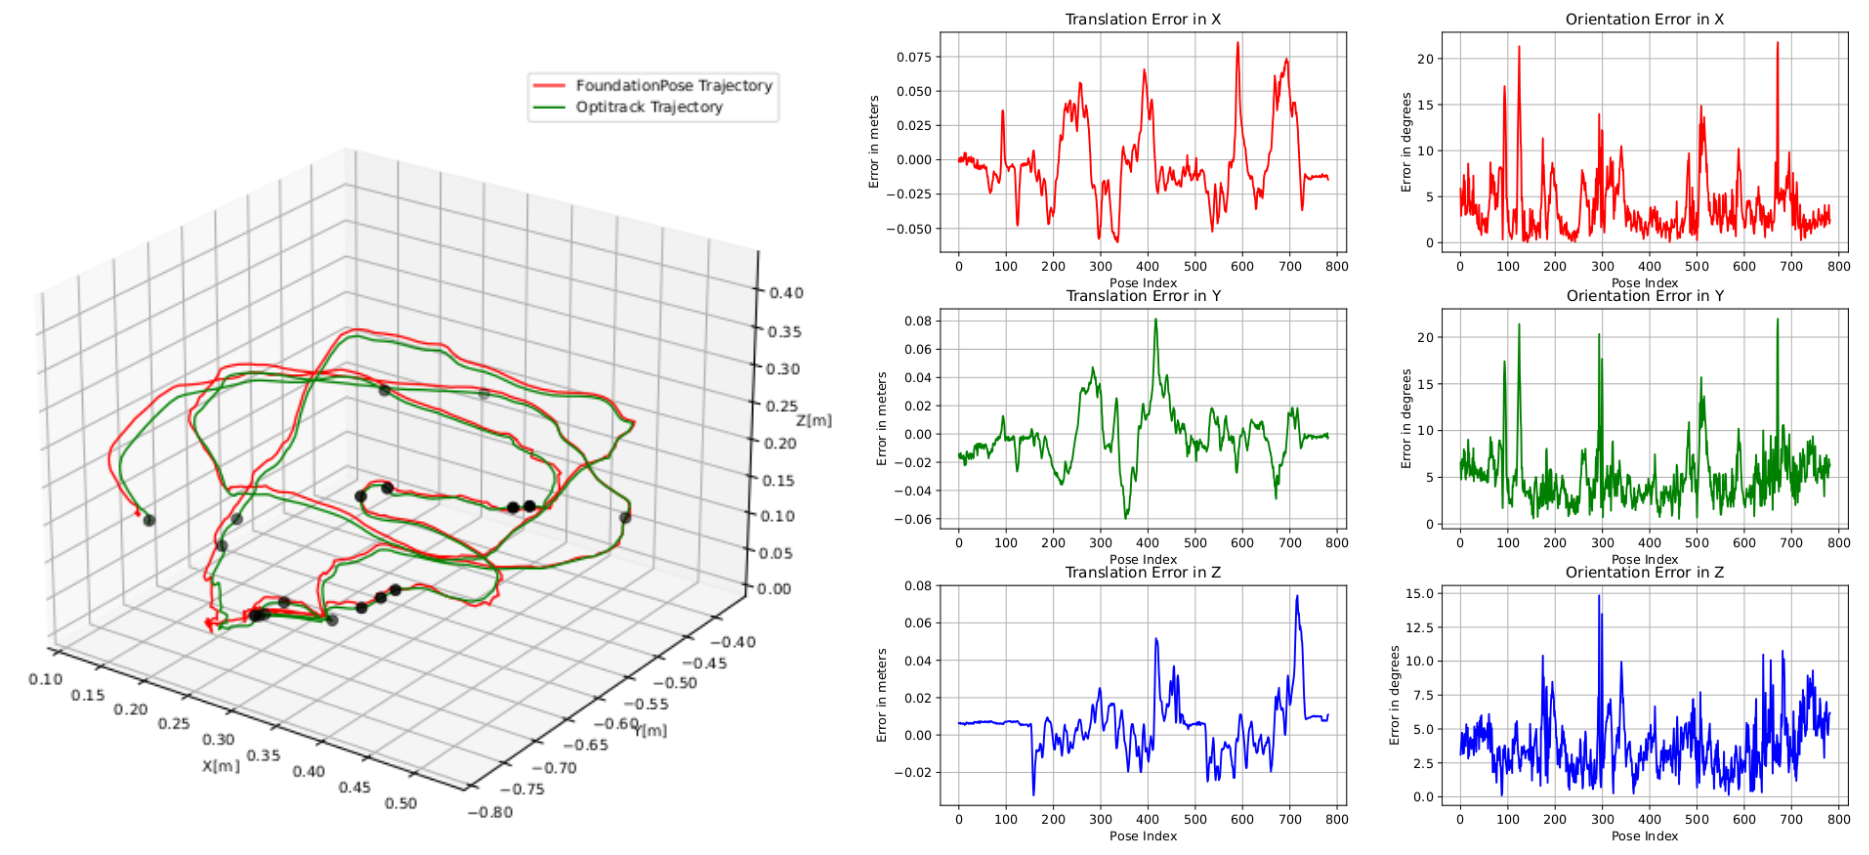 FoundationPose Trajectory
Optitrack Trajectory
0.40
0.35
0.30
0.25
0.20
0.15
0.10
0.05
0.00
Z[m]
−0.40
−0.45
−0.50
−0.55
−0.60
−0.65
−0.70
−0.75
−0.80
Y[m]
0.10
0.15
0.20
0.25
0.30
0.35
0.40
0.45
0.50
X[m]
Translation Error in X
Error in meters
0.075
0.050
0.025
0.000
−0.025
−0.050
0 100 200 300 400 500 600 700 800
Pose Index
Orientation Error in X
Error in degrees
20
15
10
5
0
0 100 200 300 400 500 600 700 800
Pose Index
Translation Error in Y
Error in meters
0.08
0.06
0.04
0.02
0.00
−0.02
−0.04
−0.06
0 100 200 300 400 500 600 700 800
Pose Index
Orientation Error in Y
Error in degrees
20
15
10
5
0
0 100 200 300 400 500 600 700 800
Pose Index
Translation Error in Z
Error in meters
0.08
0.06
0.04
0.02
0.00
−0.02
0 100 200 300 400 500 600 700 800
Pose Index
Orientation Error in Z
Error in degrees
15.0
12.5
10.0
7.5
5.0
2.5
0.0
0 100 200 300 400 500 600 700 800
Pose Index